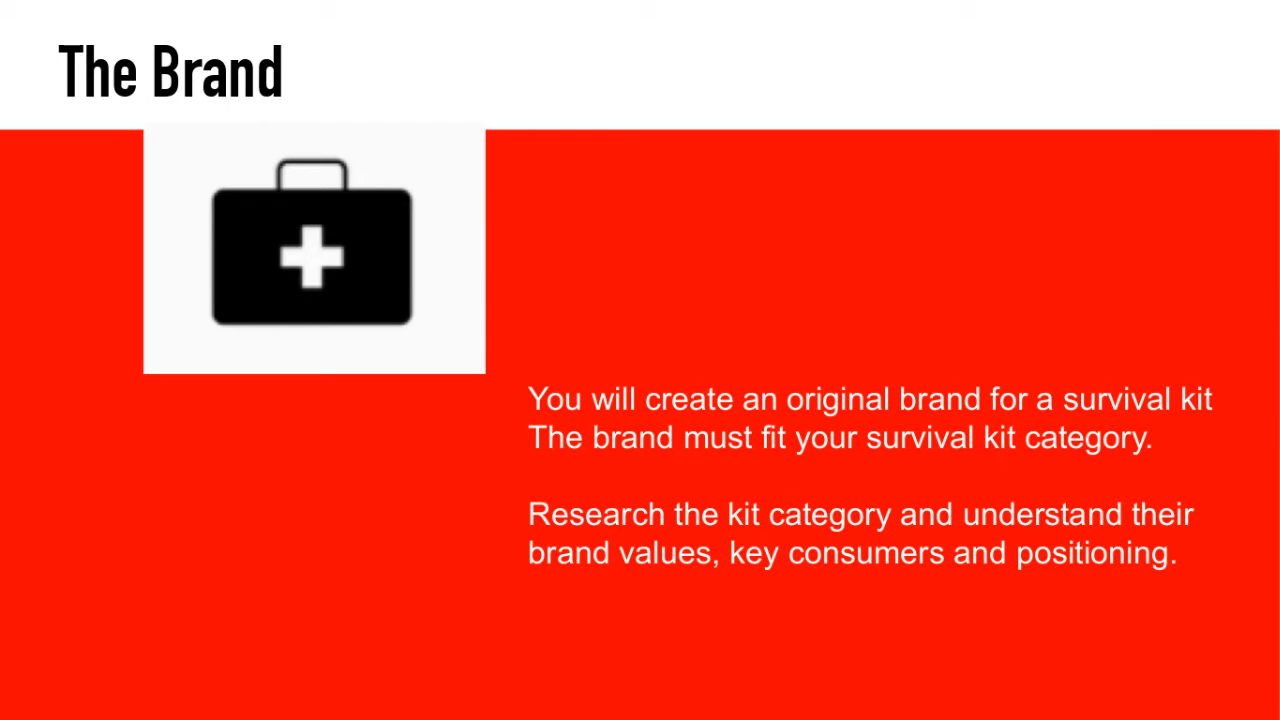 The Brand
You will create an original brand for a survival kit
The brand must fit your survival kit category.
Research the kit category and understand their
brand values, key consumers and positioning.